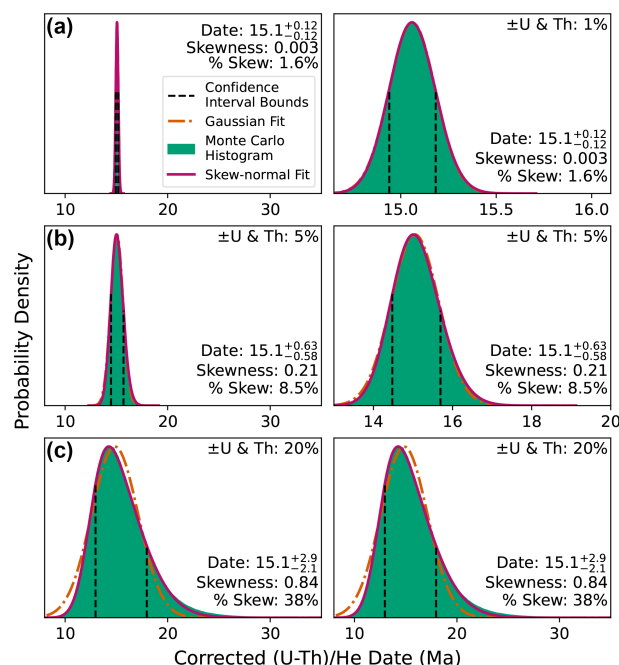 (a)
Date: 15.1+0.12 −0.12
Skewness: 0.003
% Skew: 1.6%
Confidence
Interval Bounds
Gaussian Fit
Monte Carlo
Histogram
Skew-normal Fit
10 20 30
±U & Th: 1%
Date: 15.1+0.12 −0.12
Skewness: 0.003
% Skew: 1.6%
15.0 15.5 16.0
(b)
±U & Th: 5%
Date: 15.1+0.63 −0.58
Skewness: 0.21
% Skew: 8.5%
10 20 30
±U & Th: 5%
Date: 15.1+0.63 −0.58
Skewness: 0.21
% Skew: 8.5%
14 16 18 20
Probability Density
(c)
±U & Th: 20%
Date: 15.1+2.9 −2.1
Skewness: 0.84
% Skew: 38%
10 20 30
±U & Th: 20%
Date: 15.1+2.9 −2.1
Skewness: 0.84
% Skew: 38%
10 20 30
Corrected (U-Th)/He Date (Ma)